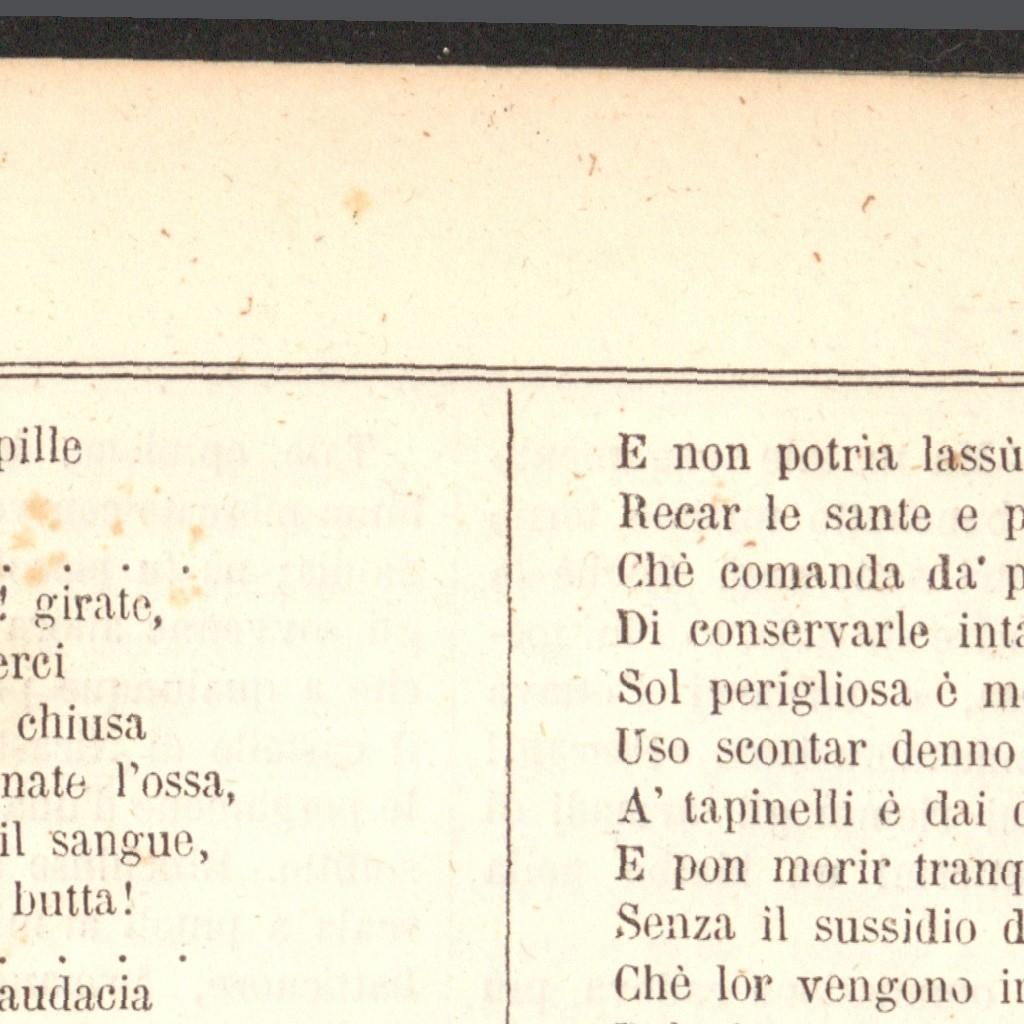 pille
. . . .
! girate,
erci
chiusa
nate l'ossa,
il sangue,
butta!
. . . .
audacia
E non potria lassù
Recar le sante e p
Chè comanda da' p
Di conservarle inta
Sol perigliosa è me
Uso scontar denno
A' tapinelli è dai
E pon morir tranq
Senza il sussidio d
Chè lor vengono in